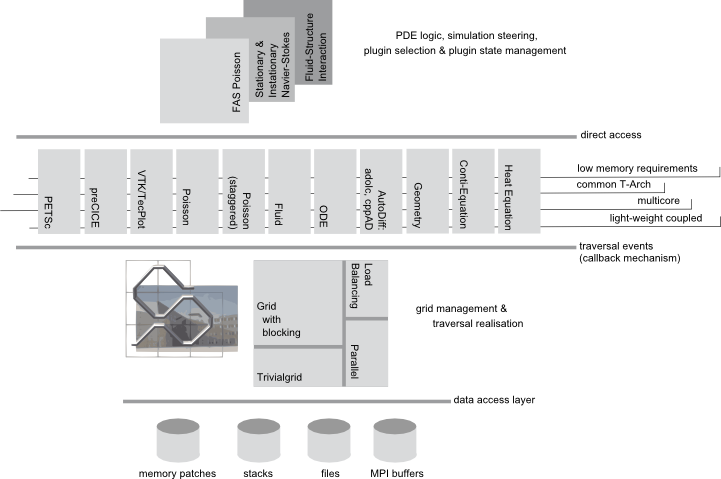 FAS Poisson
Stationary &
Instationary
Navier-Stokes
Fluid-Structure
Interaction
PDE logic, simulation steering,
plugin selection & plugin state management
direct access
PETSc
preCICE
VTK/TecPlot
Poisson
Poisson
(staggered)
Fluid
ODE
AutoDiff:
adolc, cppAD
Geometry
Conti-Equation
Heat Equation
low memory requirements
common T-Arch
multicore
light-weight coupled
traversal events
(callback mechanism)
Grid
with
blocking
Trivialgrid
Load
Balancing
Parallel
grid management &
traversal realisation
data access layer
memory patches
stacks
files
MPI buffers